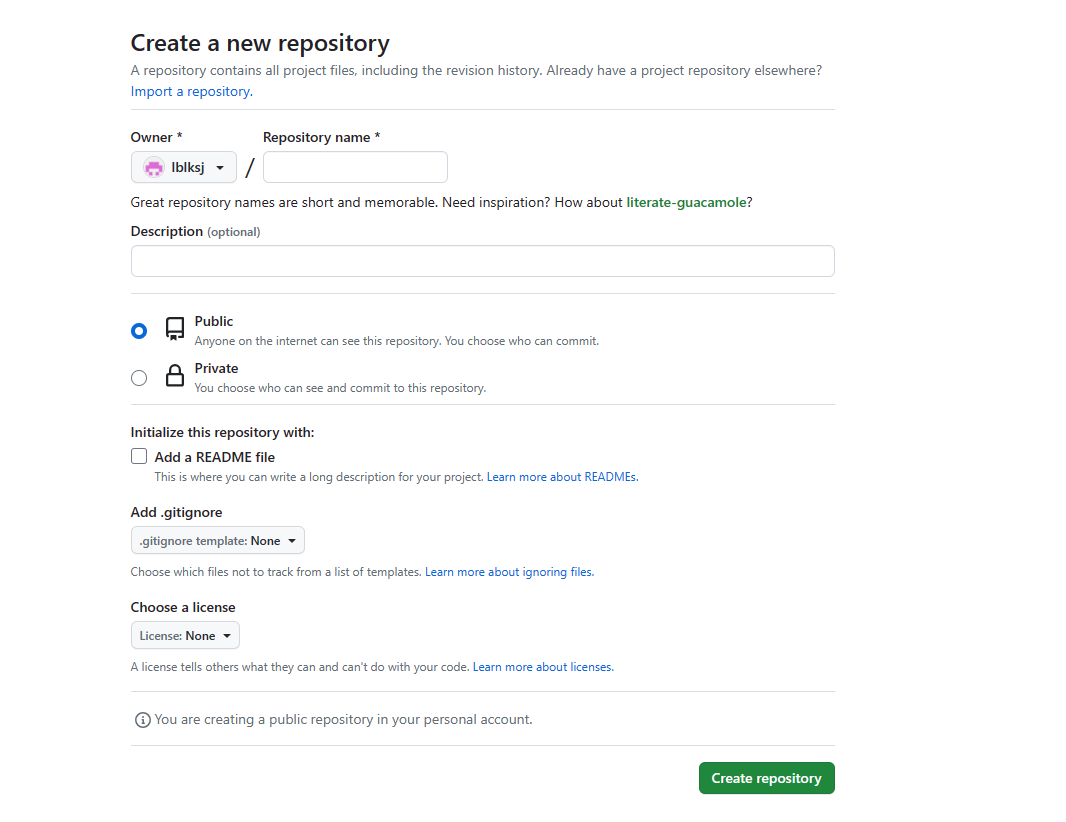 Create a new repository
A repository contains all project files, including the revision history. Already have a project repository elsewhere?
Import a repository.
Owner * Repository name *
lblksj /
Great repository names are short and memorable. Need inspiration? How about literate-guacamole?
Description (optional)
Public
Anyone on the internet can see this repository. You choose who can commit.
Private
You choose who can see and commit to this repository.
Initialize this repository with:
Add a README file
This is where you can write a long description for your project. Learn more about READMEs.
Add .gitignore
.gitignore template: None
Choose which files not to track from a list of templates. Learn more about ignoring files.
Choose a license
License: None
A license tells others what they can and can't do with your code. Learn more about licenses.
You are creating a public repository in your personal account.
Create repository